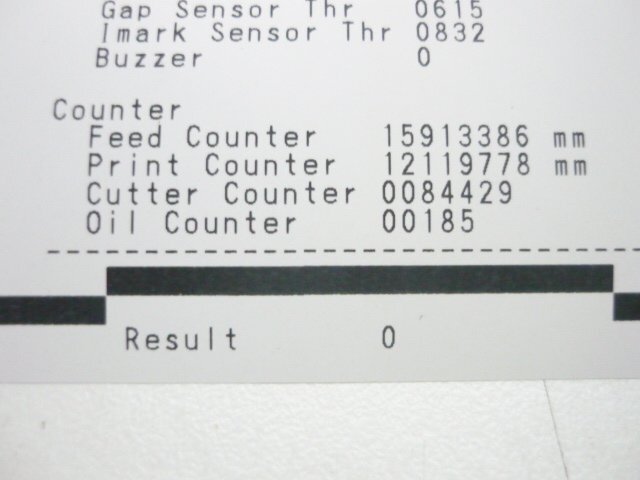 Gap Sensor Thr 0615
Imark Sensor Thr 0832
Buzzer 0
Counter
Feed Counter 15913386 mm
Print Counter 12119778 mm
Cutter Counter 0084429
Oil Counter 00185
Result 0